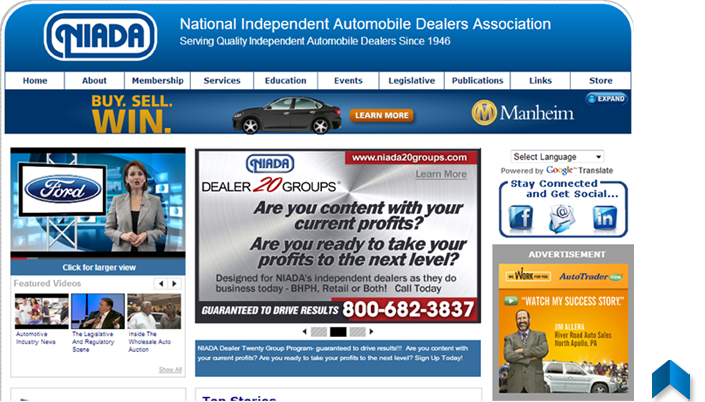 NIADA
National Independent Automobile Dealers Association
Serving Quality Independent Automobile Dealers Since 1946
Home About Membership Services Education Events Legislative Publications Links Store
BUY. SELL.
WIN.
LEARN MORE
Manheim
EXPAND
Ford
Click for larger view
Featured Videos
Automotive Industry News
The Legislative And Regulatory Scene
Inside The Wholesale Auto Auction
Show All
NIADA
www.niada20groups.com
Learn More
DEALER 20 GROUPS
Are you content with your
current profits?
Are you ready to take your
profits to the next level?
Designed for NIADA's independent dealers as they do
business today - BHPH, Retail or Both! Call Today
GUARANTEED TO DRIVE RESULTS 800-682-3837
NIADA Dealer Twenty Group Program- guaranteed to drive results!!! Are you content with
your current profits? Are you ready to take your profits to the next level? Sign Up Today!
Top Stories
Select Language
Powered by Google™ Translate
Stay Connected
and Get Social...
ADVERTISEMENT
WE WORK FOR YOU AutoTrader.com
"WATCH MY SUCCESS STORY."
JIM ALLERA
River Road Auto Sales
North Apollo, PA